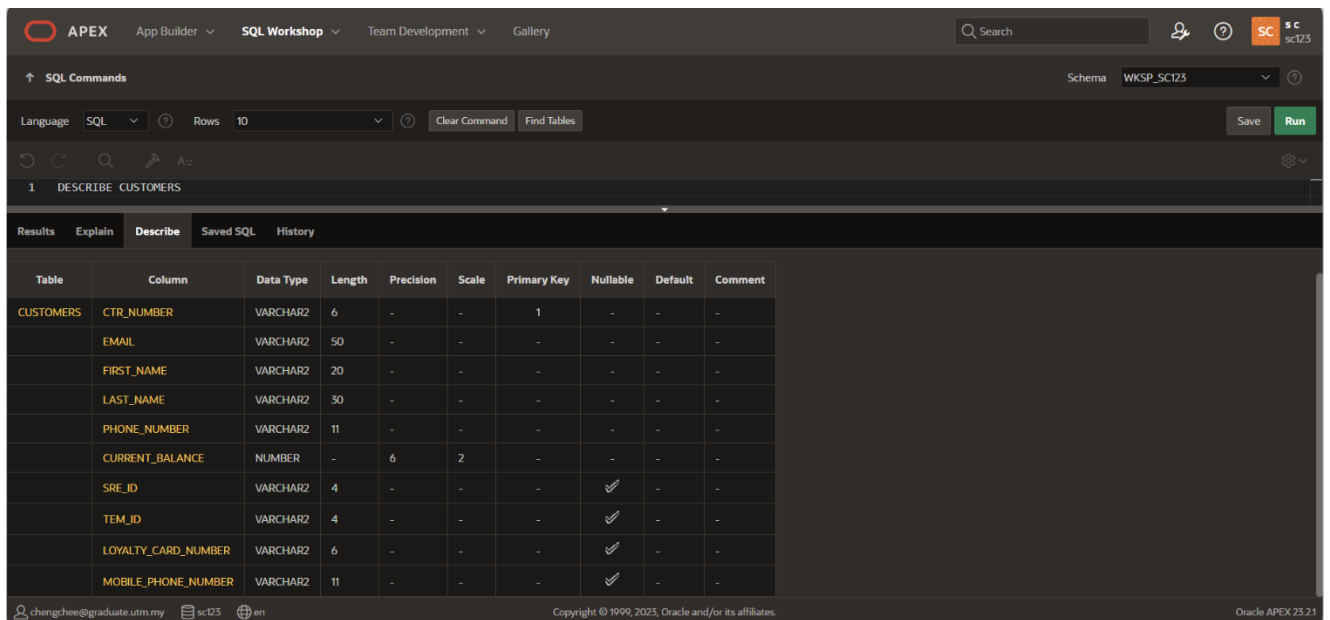 APEX App Builder SQL Workshop Team Development Gallery Search SC s c
sc123
SQL Commands Schema WKSP_SC123
Language SQL Rows 10 Clear Command Find Tables Save Run
1 DESCRIBE CUSTOMERS
Results Explain Describe Saved SQL History
Table Column Data Type Length Precision Scale Primary Key Nullable Default Comment
CUSTOMERS CTR_NUMBER VARCHAR2 6 - - 1 - - -
EMAIL VARCHAR2 50 - - - - - -
FIRST_NAME VARCHAR2 20 - - - - - -
LAST_NAME VARCHAR2 30 - - - - - -
PHONE_NUMBER VARCHAR2 11 - - - - - -
CURRENT_BALANCE NUMBER - 6 2 - - - -
SRE_ID VARCHAR2 4 - - - - -
TEM_ID VARCHAR2 4 - - - - -
LOYALTY_CARD_NUMBER VARCHAR2 6 - - - - -
MOBILE_PHONE_NUMBER VARCHAR2 11 - - - - -
chengchee@graduate.utm.my sc123 en Copyright © 1999, 2023, Oracle and/or its affiliates. Oracle APEX 23.2.1